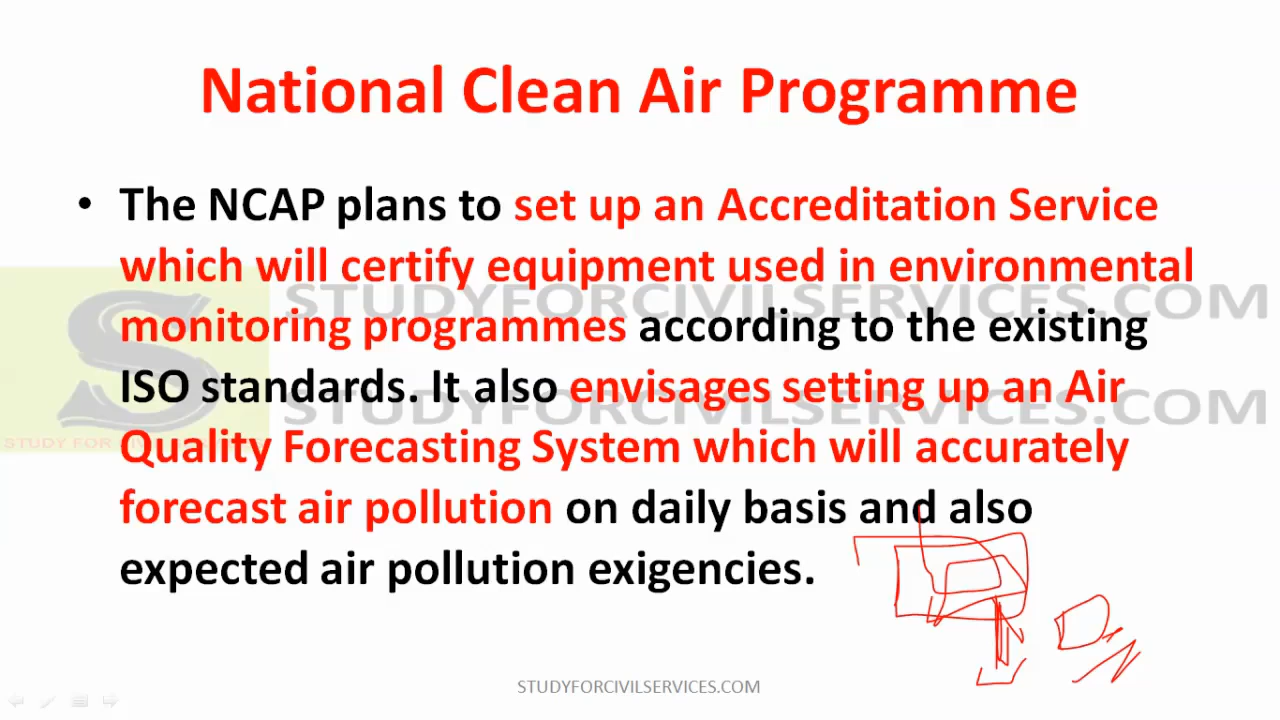 National Clean Air Programme
• The NCAP plans to set up an Accreditation Service
which will certify equipment used in environmental
monitoring programmes according to the existing
ISO standards. It also envisages setting up an Air
Quality Forecasting System which will accurately
forecast air pollution on daily basis and also
expected air pollution exigencies.
STUDYFORCIVILSERVICES.COM
STUDYFORCIVILSERVICES.COM
STUDYFORCIVILSERVICES.COM